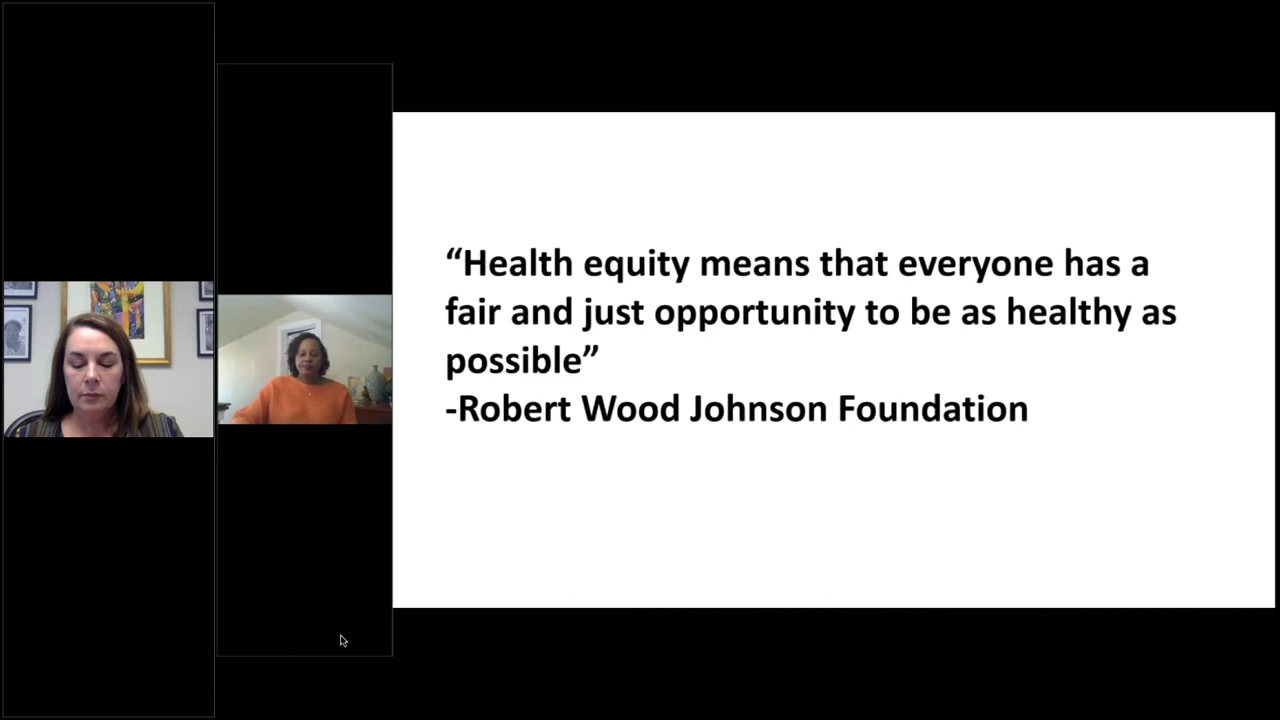 “Health equity means that everyone has a
fair and just opportunity to be as healthy as
possible”
-Robert Wood Johnson Foundation